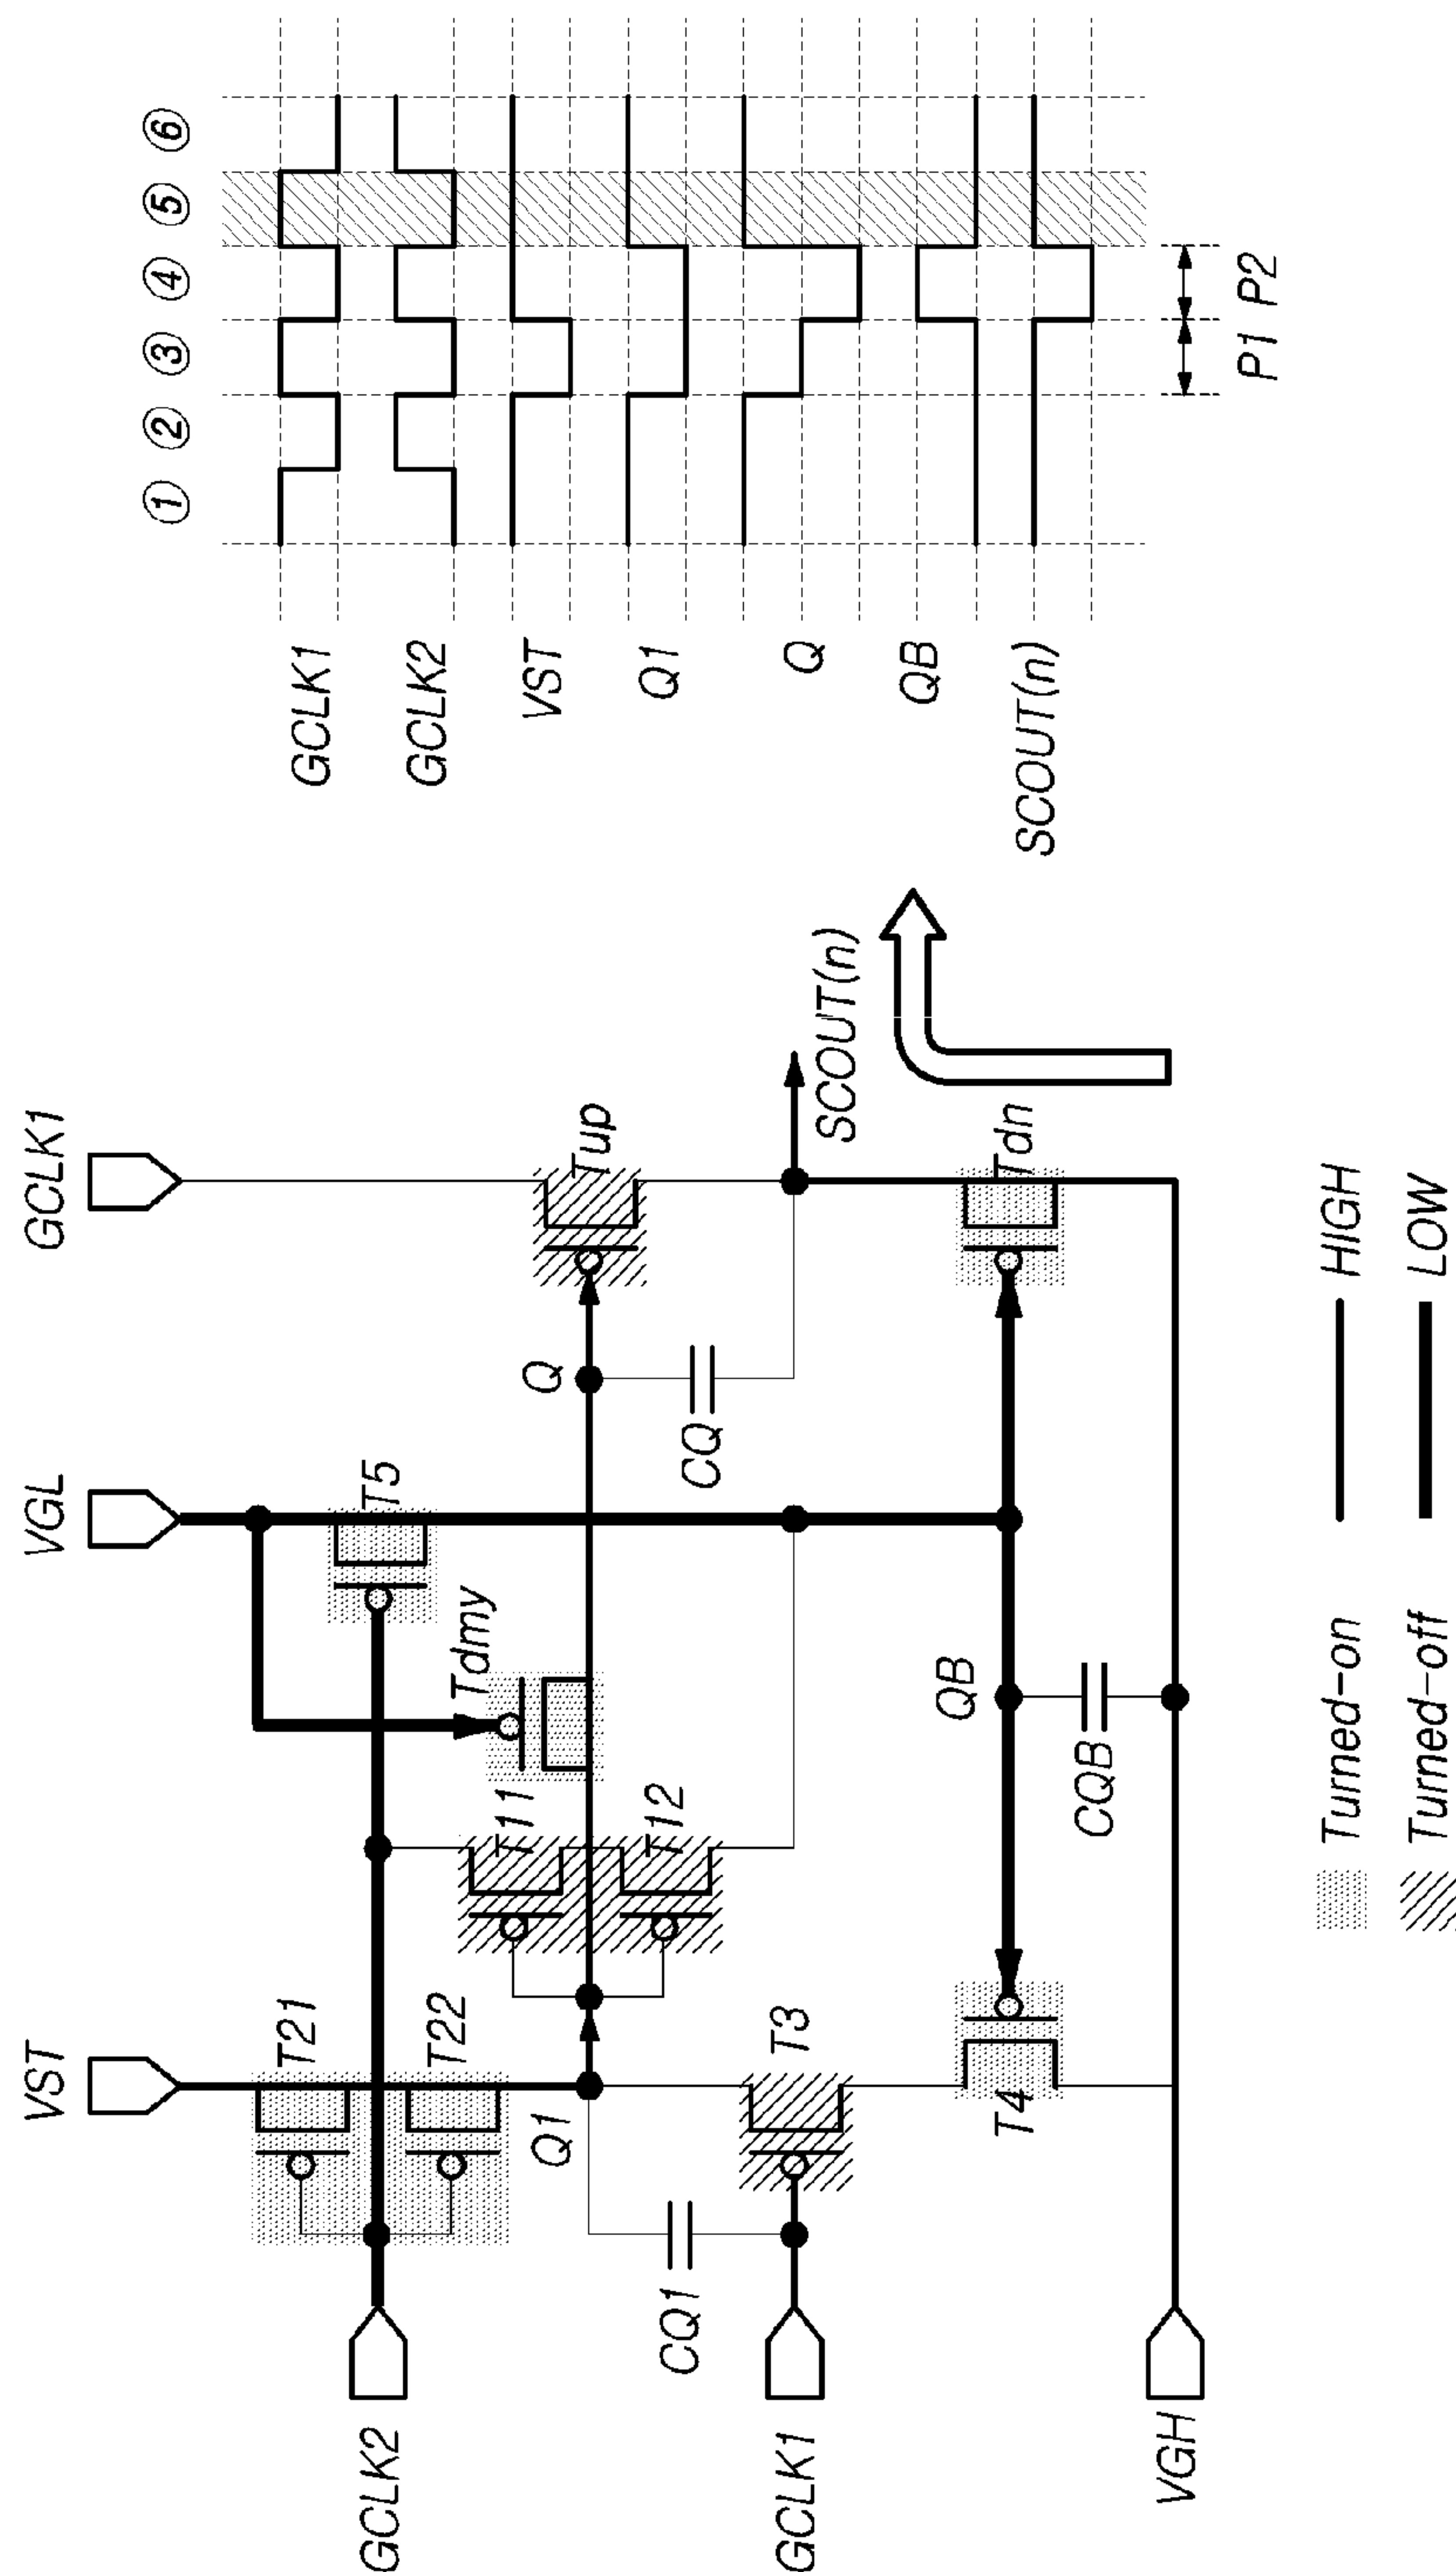 VST
VGL
GCLK1
GCLK2
T21
T22
T11
T12
Tdmy
T5
Q1
Q
Tup
CQ1
T3
CQ
GCLK1
SCOUT(n)
QB
T4
CQB
Tdn
VGH
Turned-on
HIGH
Turned-off
LOW
① ② ③ ④ ⑤ ⑥
GCLK1
GCLK2
VST
Q1
Q
QB
SCOUT(n)
P1 P2